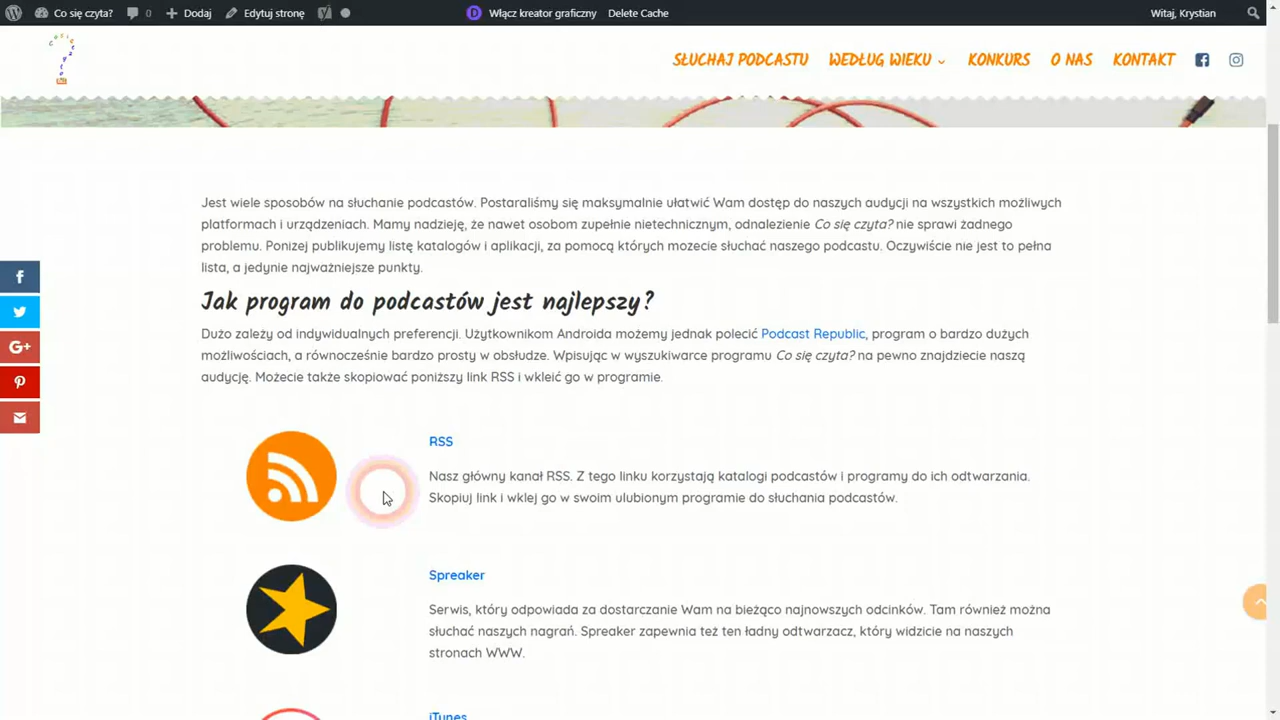 Co się czyta? 0 Dodaj Edytuj stronę Włącz kreator graficzny Delete Cache Witaj, Krystian
SŁUCHAJ PODCASTU WEDŁUG WIEKU KONKURS O NAS KONTAKT
Jest wiele sposobów na słuchanie podcastów. Postaraliśmy się maksymalnie ułatwić Wam dostęp do naszych audycji na wszystkich możliwych
platformach i urządzeniach. Mamy nadzieję, że nawet osobom zupełnie nietechnicznym, odnalezienie Co się czyta? nie sprawi żadnego
problemu. Poniżej publikujemy listę katalogów i aplikacji, za pomocą których możecie słuchać naszego podcastu. Oczywiście nie jest to pełna
lista, a jedynie najważniejsze punkty.
Jak program do podcastów jest najlepszy?
Dużo zależy od indywidualnych preferencji. Użytkownikom Androida możemy jednak polecić Podcast Republic, program o bardzo dużych
możliwościach, a równocześnie bardzo prosty w obsłudze. Wpisując w wyszukiwarce programu Co się czyta? na pewno znajdziecie naszą
audycję. Możecie także skopiować poniższy link RSS i wkleić go w programie.
RSS
Nasz główny kanał RSS. Z tego linku korzystają katalogi podcastów i programy do ich odtwarzania.
Skopiuj link i wklej go w swoim ulubionym programie do słuchania podcastów.
Spreaker
Serwis, który odpowiada za dostarczanie Wam na bieżąco najnowszych odcinków. Tam również można
słuchać naszych nagrań. Spreaker zapewnia też ten ładny odtwarzacz, który widzicie na naszych
stronach WWW.
iTunes